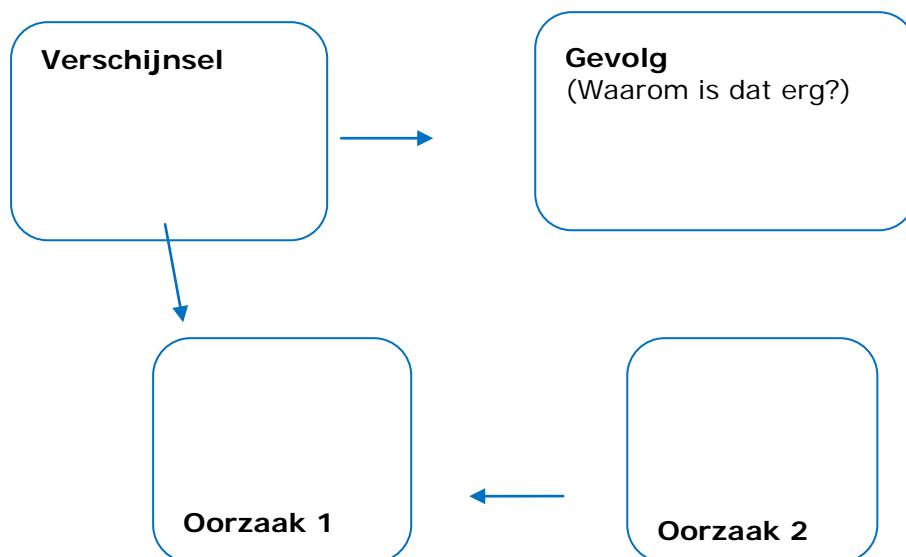 Verschijnsel
Gevolg
(Waarom is dat erg?)
Oorzaak 1
Oorzaak 2